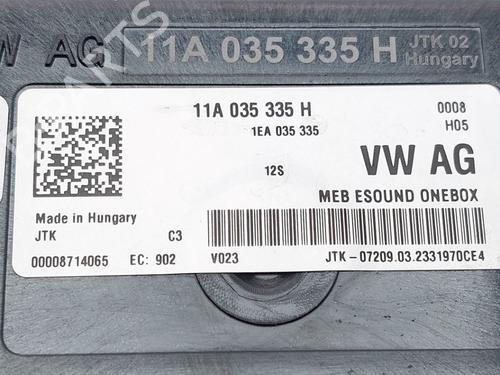 VW AG 11A 035 335 H JTK 02
Hungary
11A 035 335 H
1EA 035 335
0008
H05
12S
VW AG
MEB ESOUND ONEBOX
Made in Hungary
JTK C3
00008714065 EC: 902 V023 JTK-07209.03.2331970CE4